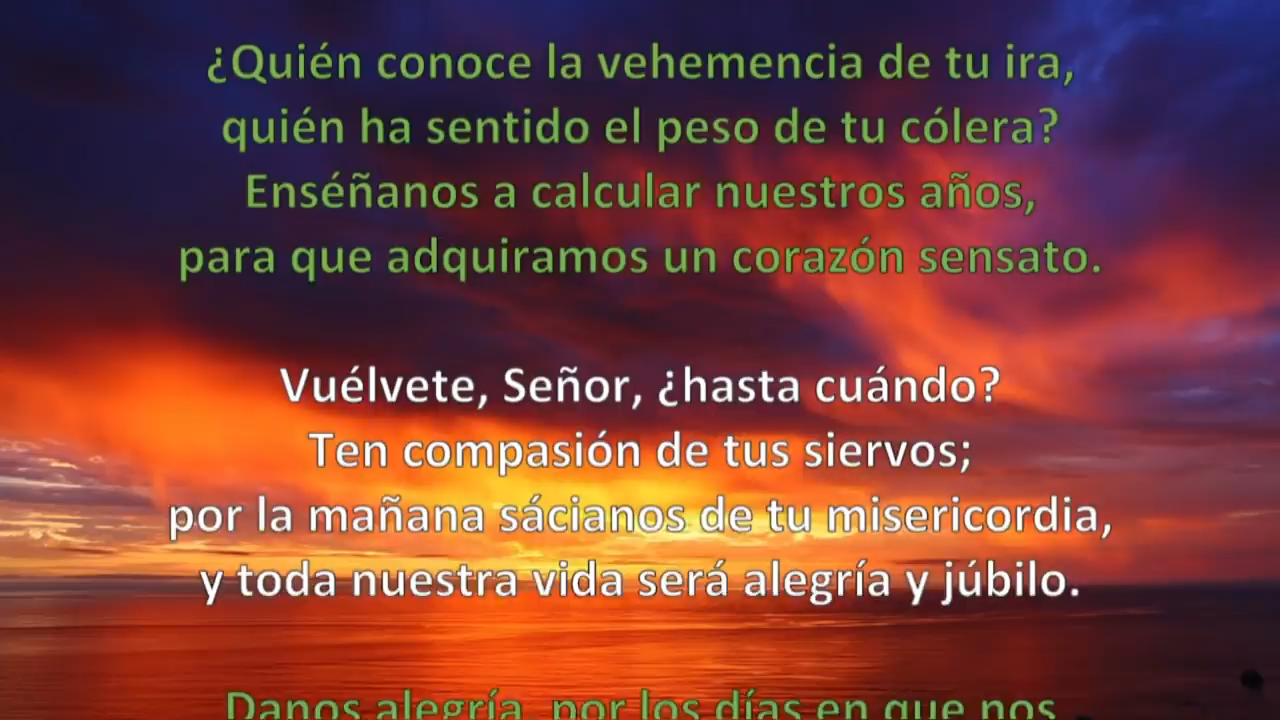 ¿Quién conoce la vehemencia de tu ira,
quién ha sentido el peso de tu cólera?
Enséñanos a calcular nuestros años,
para que adquiramos un corazón sensato.
Vuélvete, Señor, ¿hasta cuándo?
Ten compasión de tus siervos;
por la mañana sácianos de tu misericordia,
y toda nuestra vida será alegría y júbilo.
Danos alegría, por los días en que nos